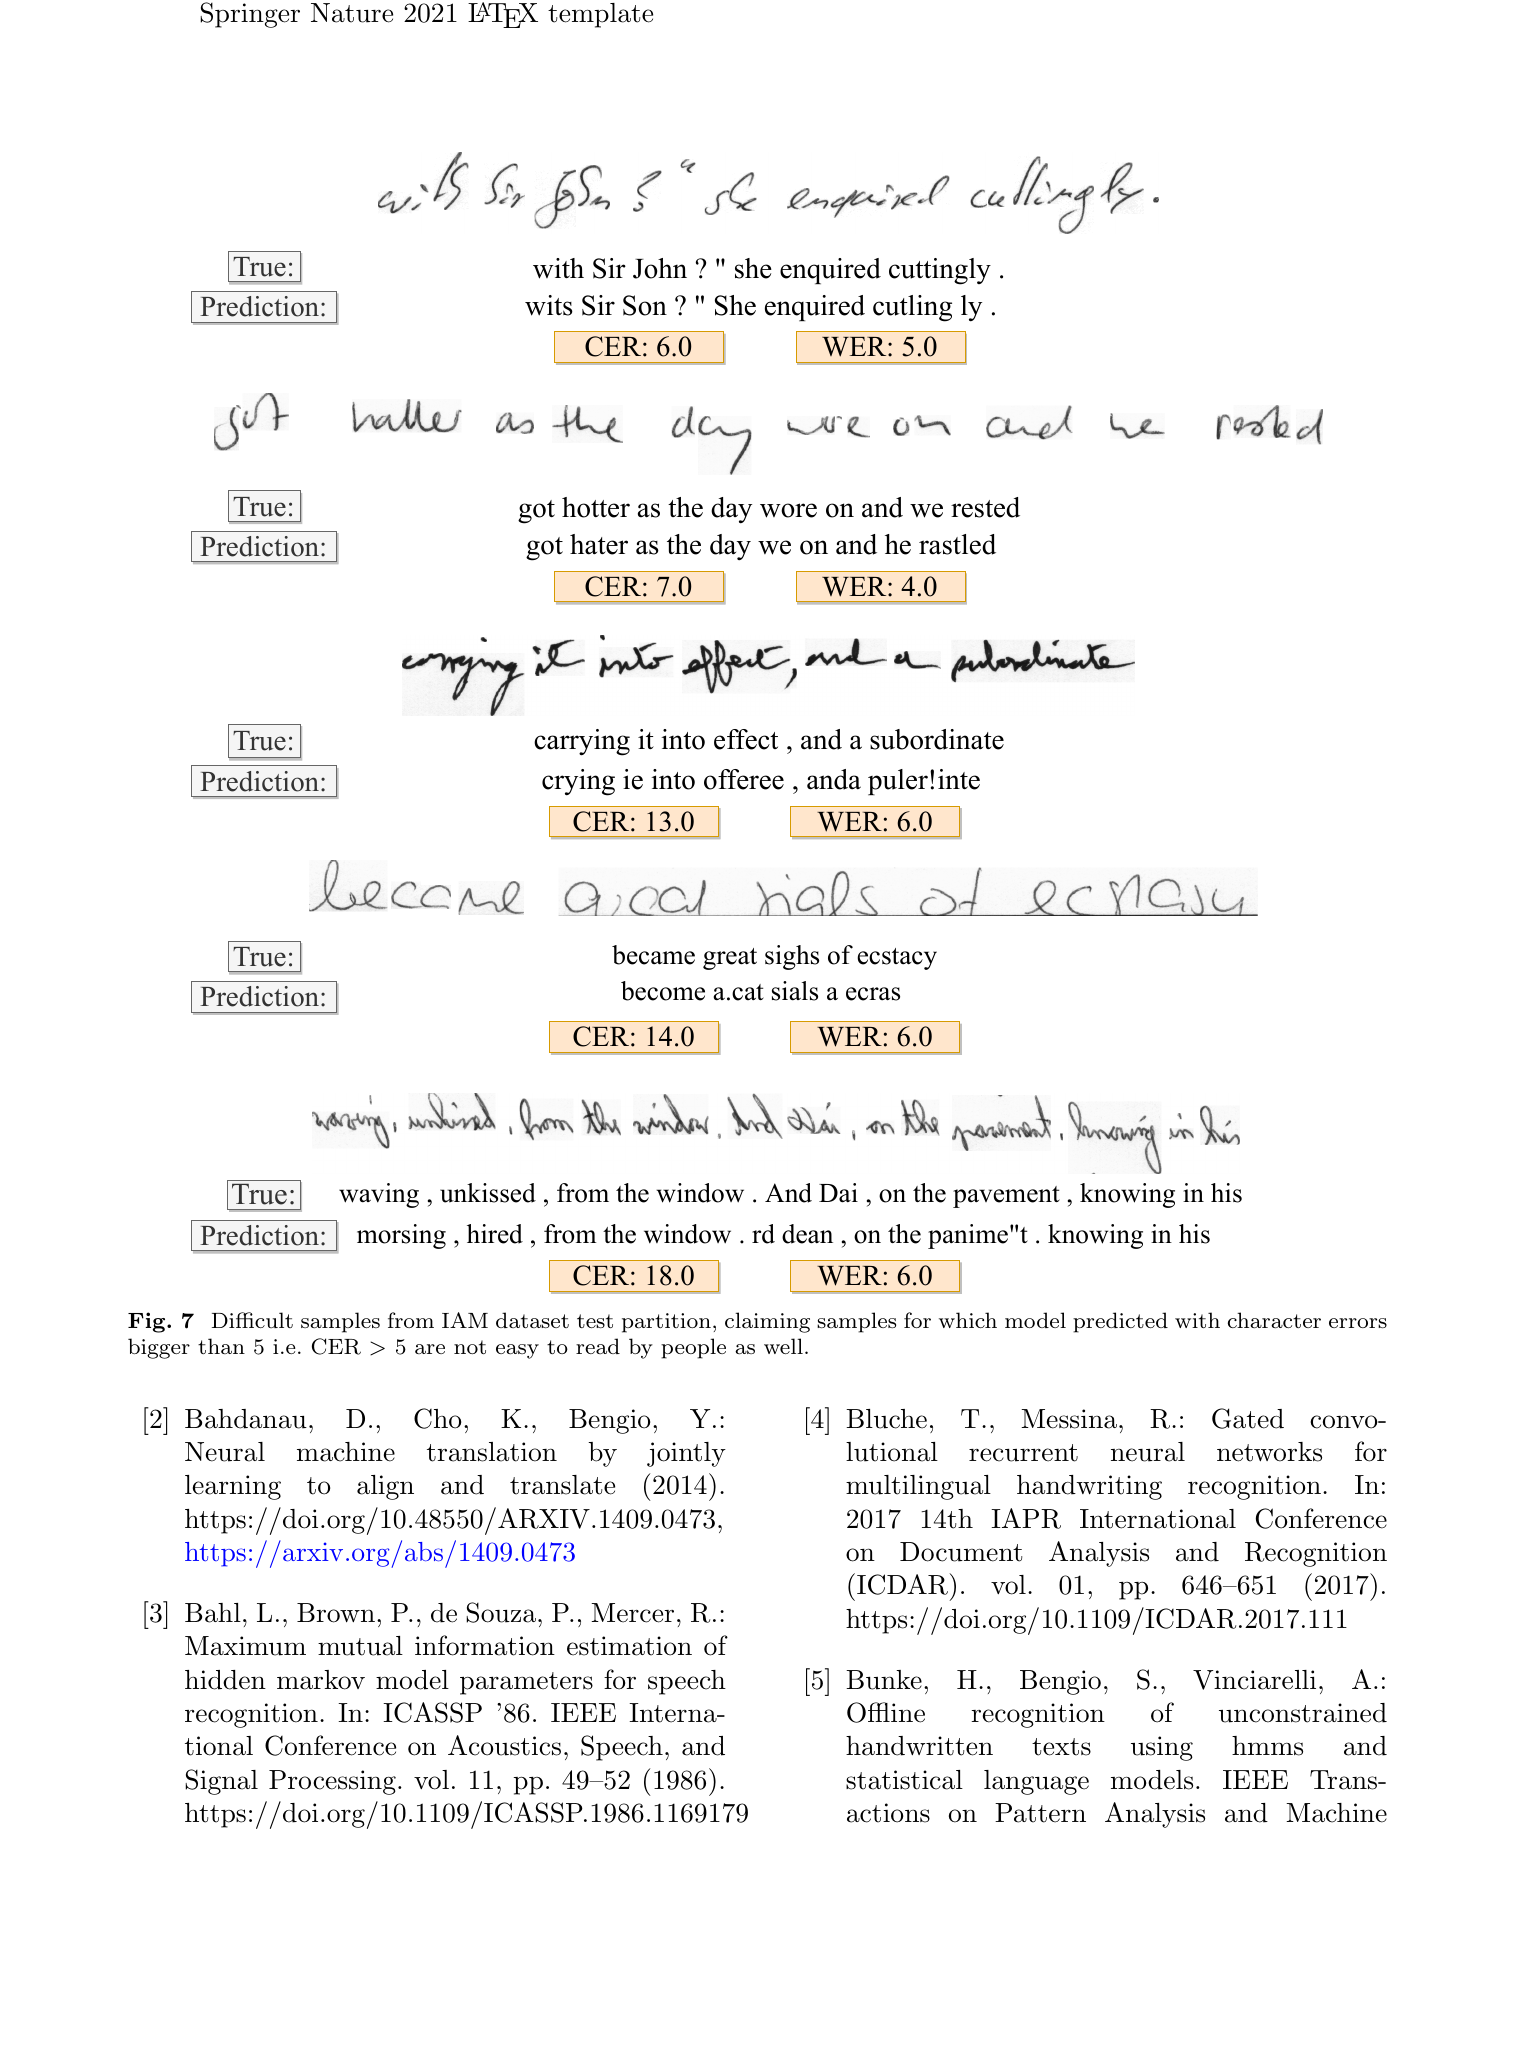 Springer Nature 2021 LATEX template
with Sir John ? " she enquired cuttingly .
True:
with Sir John ? " she enquired cuttingly .
Prediction:
wits Sir Son ? " She enquired cutling ly .
CER: 6.0
WER: 5.0
got hotter as the day wore on and we rested
True:
got hotter as the day wore on and we rested
Prediction:
got hater as the day we on and he rastled
CER: 7.0
WER: 4.0
carrying it into effect, and a subordinate
True:
carrying it into effect , and a subordinate
Prediction:
crying ie into offeree , anda puler!inte
CER: 13.0
WER: 6.0
became great sighs of ecstasy
True:
became great sighs of ecstacy
Prediction:
become a.cat sials a ecras
CER: 14.0
WER: 6.0
waving, unkissed, from the window. And Dai, on the pavement, knowing in his
True:
waving , unkissed , from the window . And Dai , on the pavement , knowing in his
Prediction:
morsing , hired , from the window . rd dean , on the panime"t . knowing in his
CER: 18.0
WER: 6.0
Fig. 7 Difficult samples from IAM dataset test partition, claiming samples for which model predicted with character errors
bigger than 5 i.e. CER > 5 are not easy to read by people as well.
[2] Bahdanau, D., Cho, K., Bengio, Y.:
Neural machine translation by jointly
learning to align and translate (2014).
https://doi.org/10.48550/ARXIV.1409.0473,
https://arxiv.org/abs/1409.0473
[3] Bahl, L., Brown, P., de Souza, P., Mercer, R.:
Maximum mutual information estimation of
hidden markov model parameters for speech
recognition. In: ICASSP ’86. IEEE Interna-
tional Conference on Acoustics, Speech, and
Signal Processing. vol. 11, pp. 49–52 (1986).
https://doi.org/10.1109/ICASSP.1986.1169179
[4] Bluche, T., Messina, R.: Gated convo-
lutional recurrent neural networks for
multilingual handwriting recognition. In:
2017 14th IAPR International Conference
on Document Analysis and Recognition
(ICDAR). vol. 01, pp. 646–651 (2017).
https://doi.org/10.1109/ICDAR.2017.111
[5] Bunke, H., Bengio, S., Vinciarelli, A.:
Offline recognition of unconstrained
handwritten texts using hmms and
statistical language models. IEEE Trans-
actions on Pattern Analysis and Machine